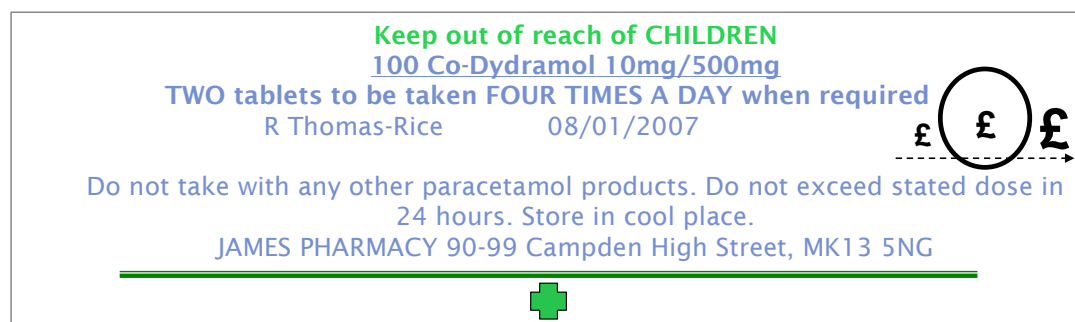 Keep out of reach of CHILDREN
100 Co-Dydramol 10mg/500mg
TWO tablets to be taken FOUR TIMES A DAY when required
R Thomas-Rice 08/01/2007
£ £ £
Do not take with any other paracetamol products. Do not exceed stated dose in
24 hours. Store in cool place.
JAMES PHARMACY 90-99 Campden High Street, MK13 5NG